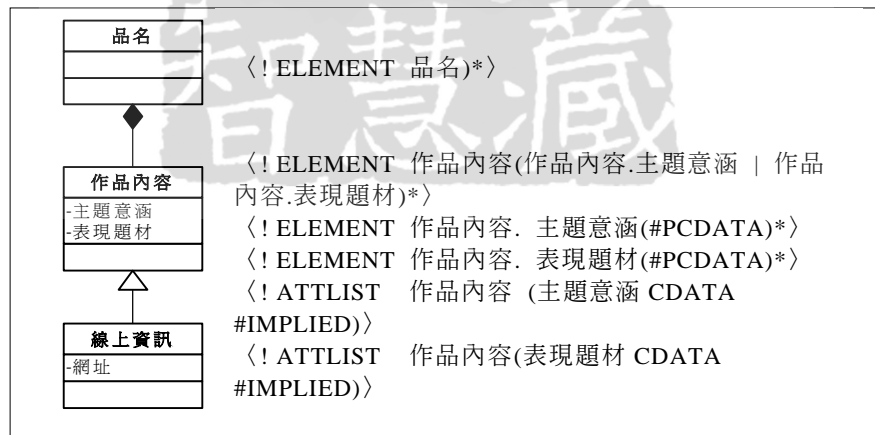 智慧藏
品名
〈! ELEMENT 品名)*〉
作品內容
-主題意涵
-表現題材
〈! ELEMENT 作品內容(作品內容.主題意涵 | 作品
內容.表現題材)*〉
〈! ELEMENT 作品內容. 主題意涵(#PCDATA)*〉
〈! ELEMENT 作品內容. 表現題材(#PCDATA)*〉
〈! ATTLIST 作品內容 (主題意涵 CDATA
#IMPLIED)〉
〈! ATTLIST 作品內容(表現題材 CDATA
#IMPLIED)〉
線上資訊
-網址